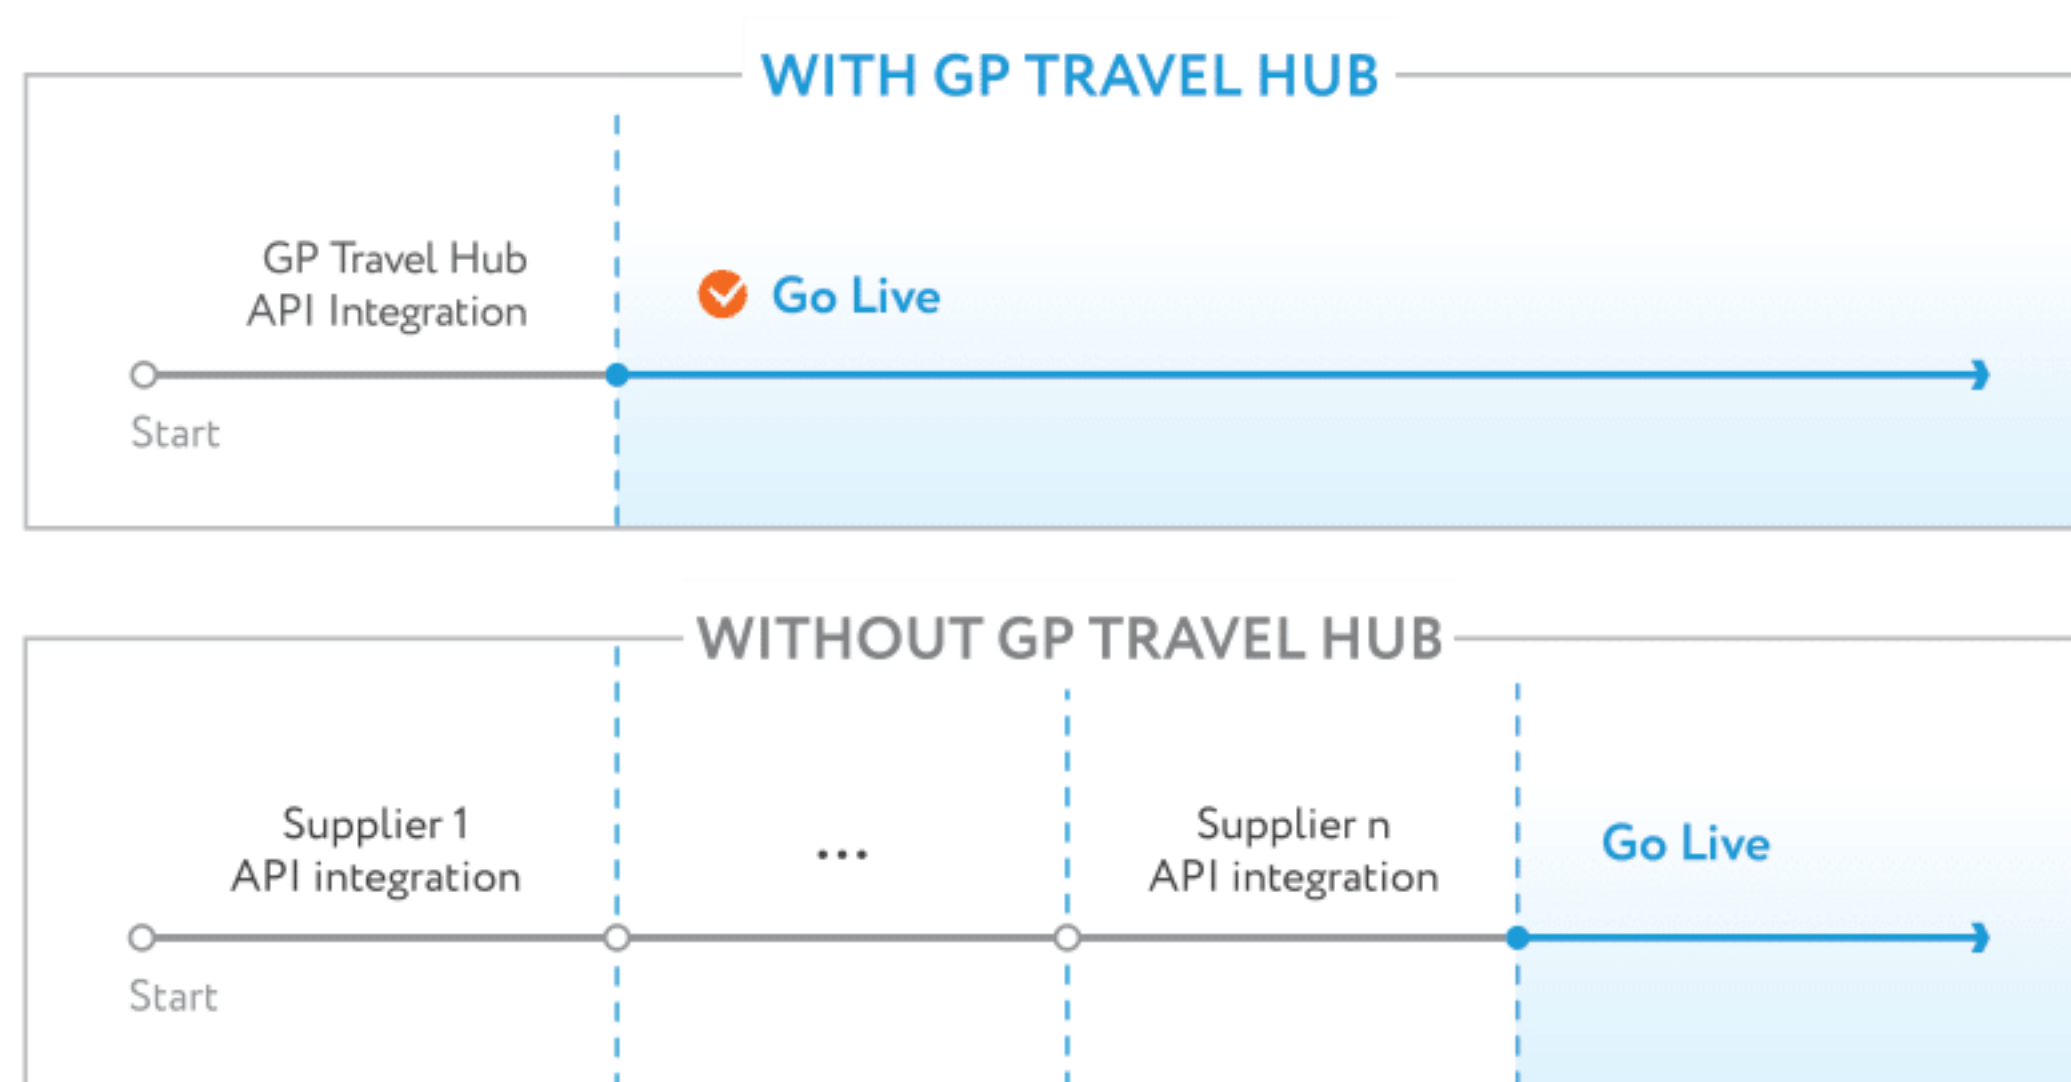 WITH GP TRAVEL HUB
GP Travel Hub
API Integration
Go Live
Start
WITHOUT GP TRAVEL HUB
Supplier 1
API integration
...
Supplier n
API integration
Go Live
Start